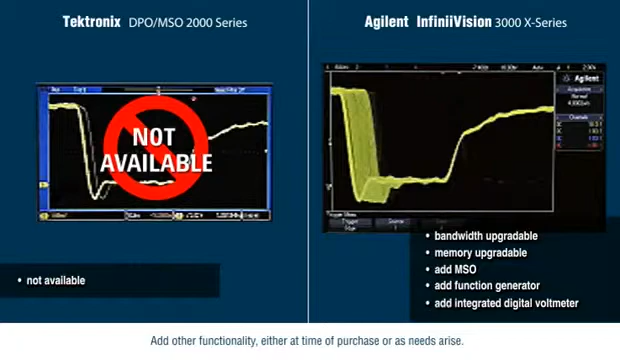 Tektronix DPO/MSO 2000 Series
Agilent InfiniiVision 3000 X-Series
NOT
AVAILABLE
Agilent
• not available
• bandwidth upgradable
• memory upgradable
• add MSO
• add function generator
• add integrated digital voltmeter
Add other functionality, either at time of purchase or as needs arise.